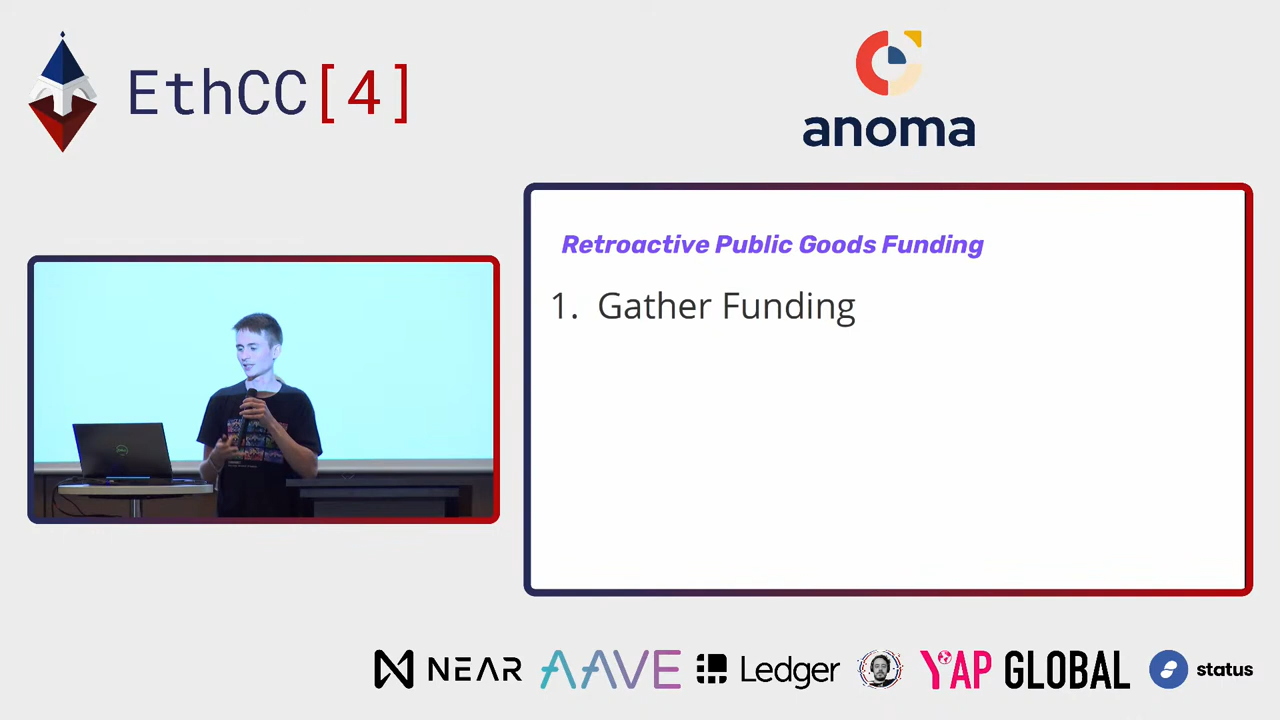 EthCC[4]
anoma
Retroactive Public Goods Funding
1. Gather Funding
NEAR
AAVE
Ledger
YAP GLOBAL
status